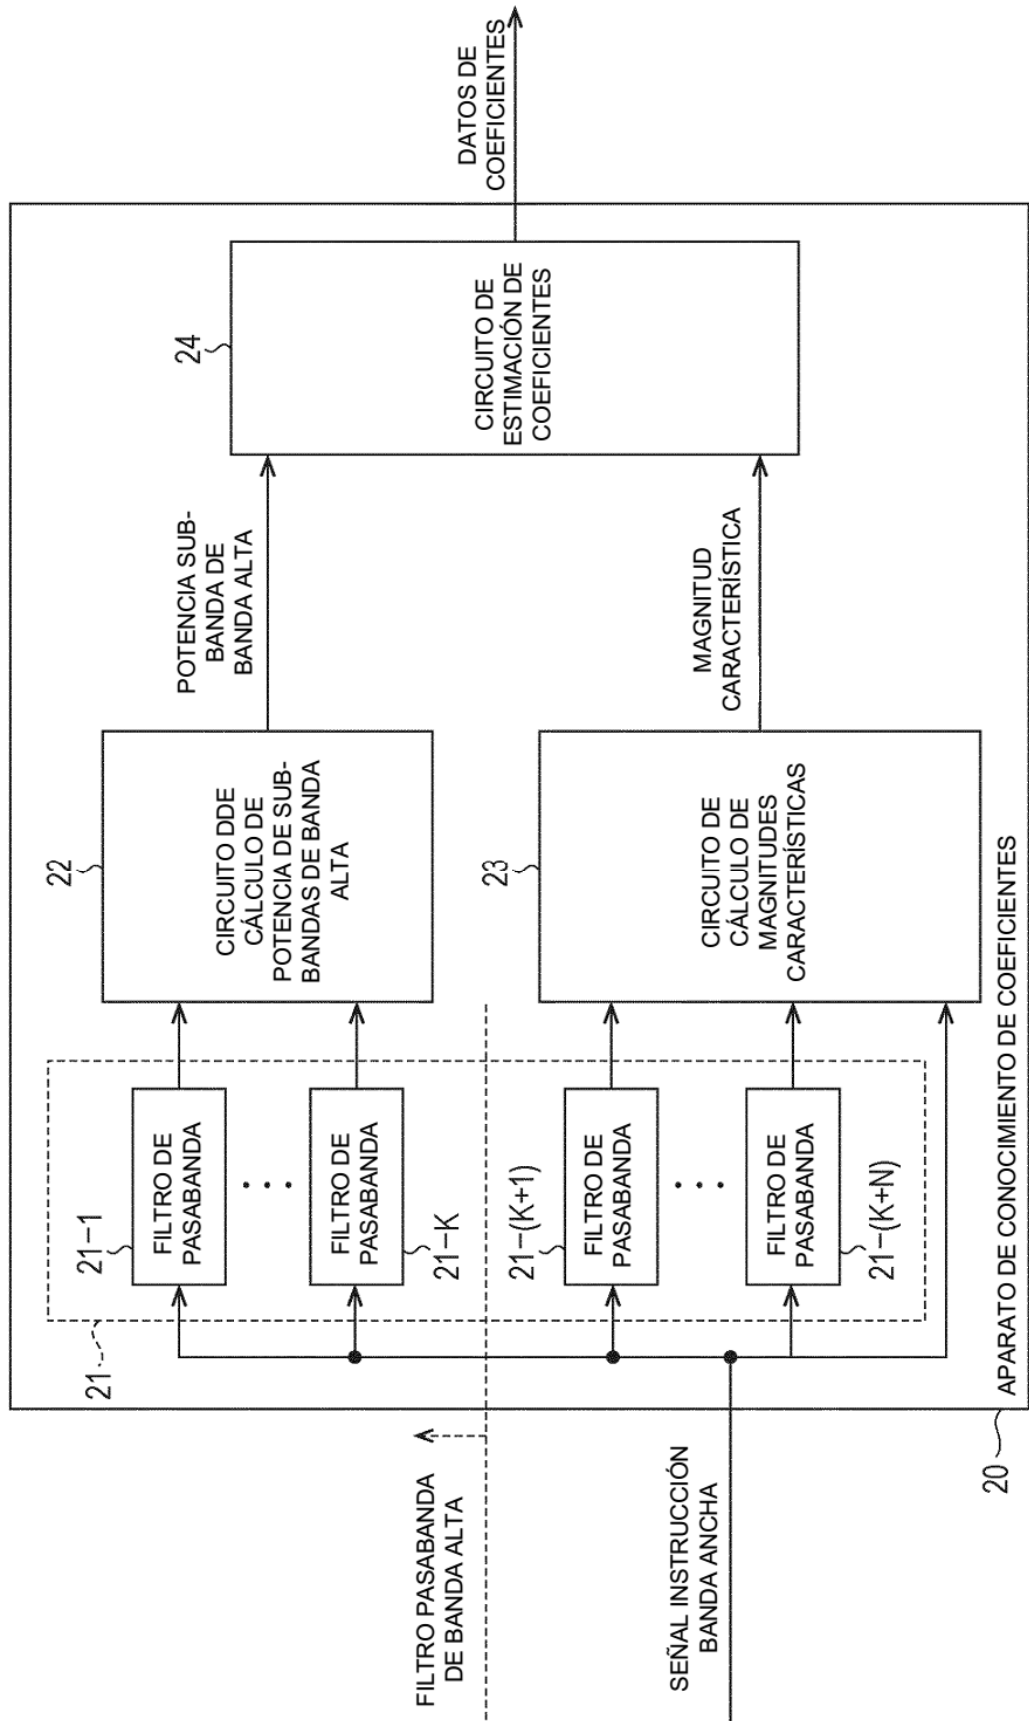 FILTRO PASABANDA
DE BANDA ALTA
SEÑAL INSTRUCCIÓN
BANDA ANCHA
20
APARATO DE CONOCIMIENTO DE COEFICIENTES
21
21–1
FILTRO DE
PASABANDA
. . .
FILTRO DE
PASABANDA
21–K
21–(K+1)
FILTRO DE
PASABANDA
. . .
FILTRO DE
PASABANDA
21–(K+N)
22
CIRCUITO DDE
CÁLCULO DE
POTENCIA DE SUB-
BANDAS DE BANDA
ALTA
23
CIRCUITO DE
CÁLCULO DE
MAGNITUDES
CARACTERÍSTICAS
POTENCIA SUB-
BANDA DE
BANDA ALTA
MAGNITUD
CARACTERÍSTICA
24
CIRCUITO DE
ESTIMACIÓN DE
COEFICIENTES
DATOS DE
COEFICIENTES